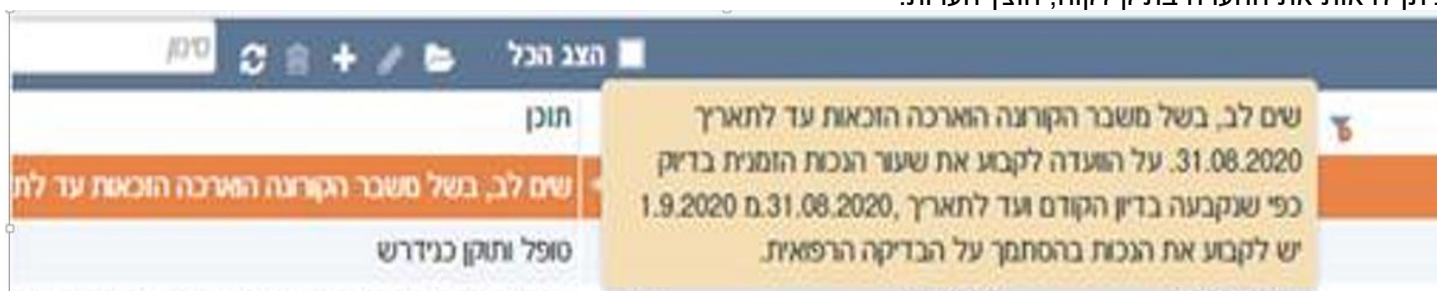 סינון
הצג הכל
תוכן
שים לב, בשל משבר הקורונה הוארכה הזכאות עד לתאריך
31.08.2020. על הוועדה לקבוע את שעור הנכות הזמנית בדיוק
כפי שנקבעה בדיון הקודם ועד לתאריך ,31.08.2020.מ 1.9.2020
יש לקבוע את הנכות בהסתמך על הבדיקה הרפואית.
שים לב, בשל משבר הקורונה הוארכה הזכאות עד לת
טופל ותוקן כנידרש